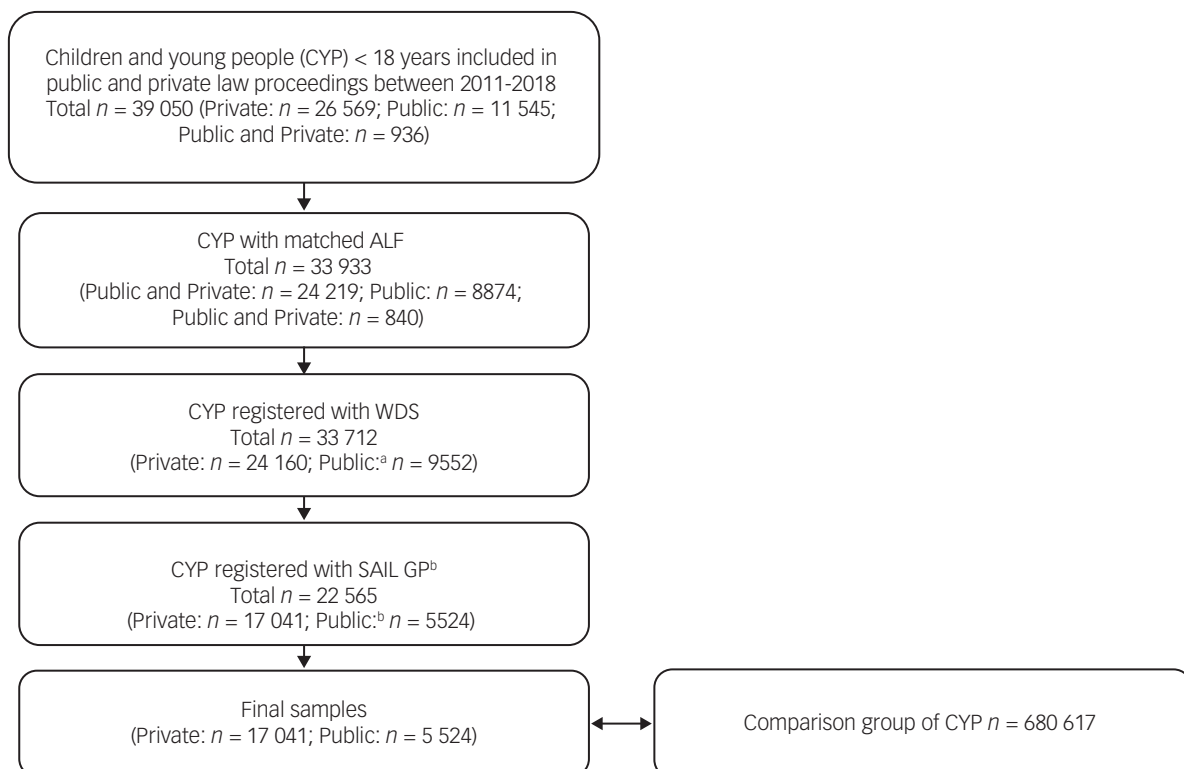 Children and young people (CYP) < 18 years included in
public and private law proceedings between 2011-2018
Total n = 39 050 (Private: n = 26 569; Public: n = 11 545;
Public and Private: n = 936)
CYP with matched ALF
Total n = 33 933
(Public and Private: n = 24 219; Public: n = 8874;
Public and Private: n = 840)
CYP registered with WDS
Total n = 33 712
(Private: n = 24 160; Public:ᵃ n = 9552)
CYP registered with SAIL GPᵇ
Total n = 22 565
(Private: n = 17 041; Public:ᵇ n = 5524)
Final samples
(Private: n = 17 041; Public: n = 5 524)
Comparison group of CYP n = 680 617